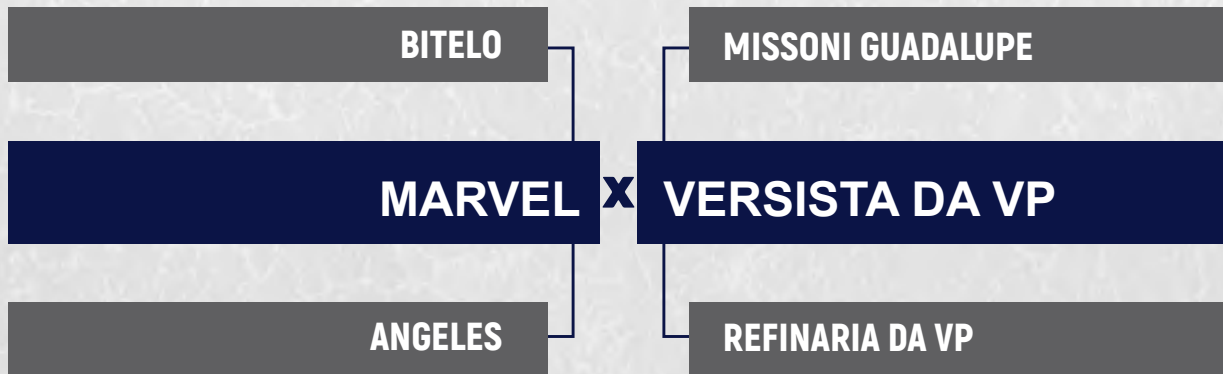 BITELO
MISSONI GUADALUPE
MARVEL X VERSISTA DA VP
ANGELES
REFINARIA DA VP